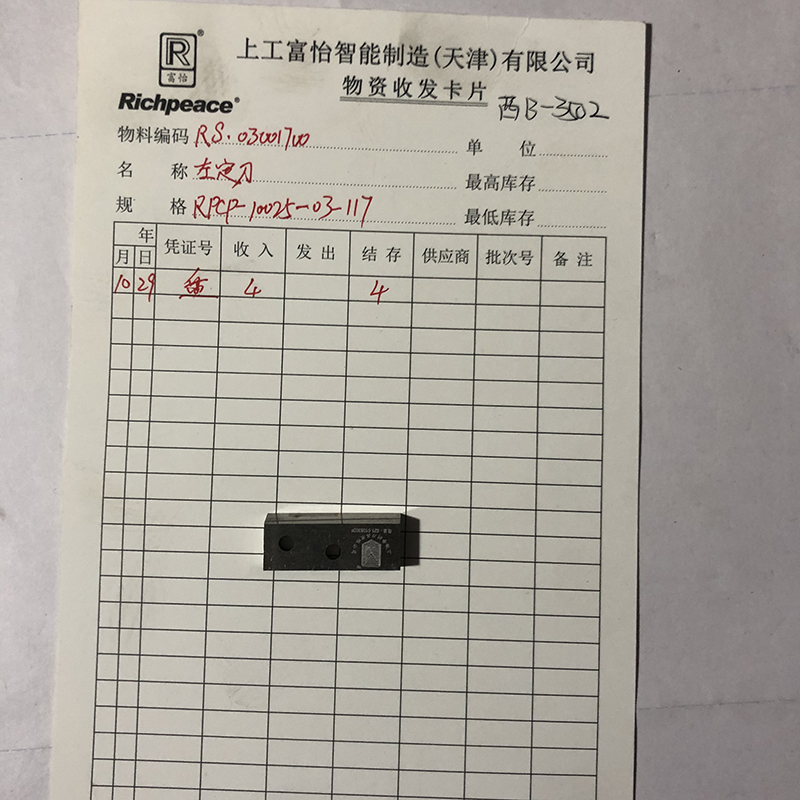 R®
富怡
Richpeace®
上工富怡智能制造(天津)有限公司
物资收发卡片
西B-3502
物料编码 RS.03001700 单 位
名 称 左定刀 最高库存
规 格 RPCP-10025-03-117 最低库存
年 凭证号 收入 发出 结存 供应商 批次号 备注
月 日
10 29 4 4